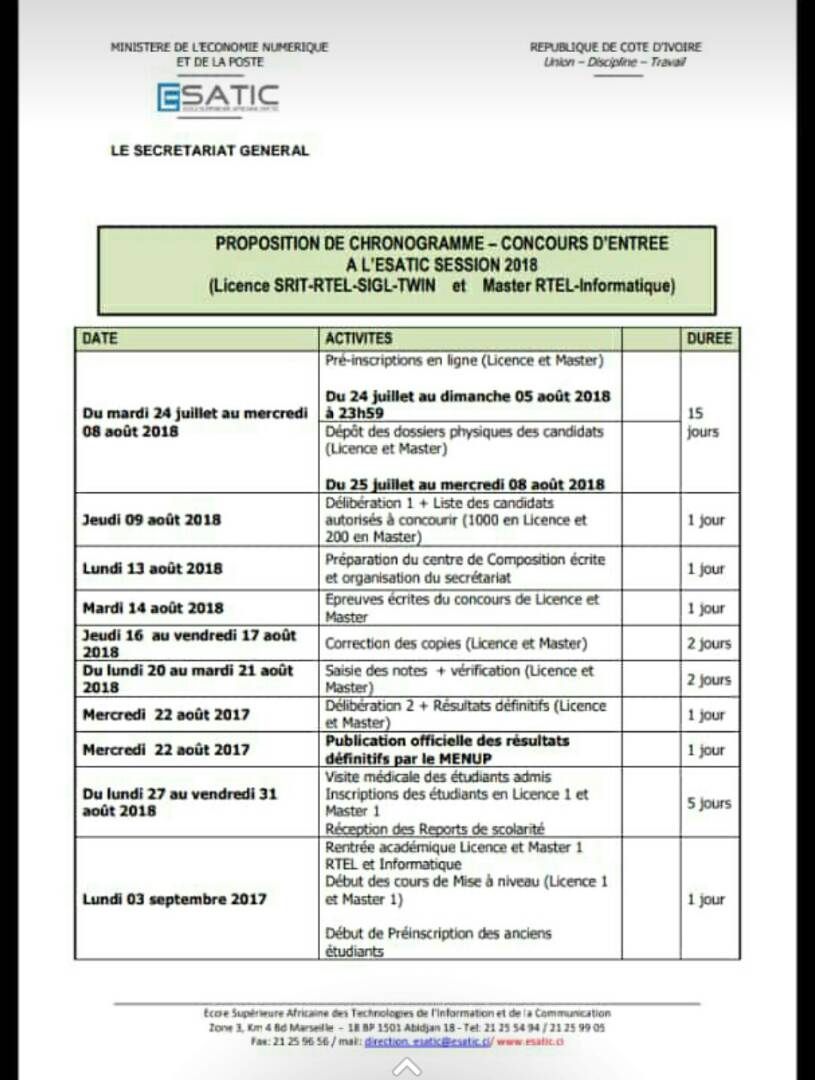 MINISTERE DE L'ECONOMIE NUMERIQUE
ET DE LA POSTE
REPUBLIQUE DE COTE D'IVOIRE
Union – Discipline – Travail
ESATIC
LE SECRETARIAT GENERAL
PROPOSITION DE CHRONOGRAMME – CONCOURS D'ENTREE
A L'ESATIC SESSION 2018
(Licence SRIT-RTEL-SIGL-TWIN et Master RTEL-Informatique)
DATE ACTIVITES DUREE
Du mardi 24 juillet au mercredi
08 août 2018
Pré-inscriptions en ligne (Licence et Master)
Du 24 juillet au dimanche 05 août 2018
à 23h59
Dépôt des dossiers physiques des candidats
(Licence et Master)
Du 25 juillet au mercredi 08 août 2018
15
jours
Jeudi 09 août 2018
Délibération 1 + Liste des candidats
autorisés à concourir (1000 en Licence et
200 en Master)
1 jour
Lundi 13 août 2018
Préparation du centre de Composition écrite
et organisation du secrétariat
1 jour
Mardi 14 août 2018
Epreuves écrites du concours de Licence et
Master
1 jour
Jeudi 16 au vendredi 17 août
2018
Correction des copies (Licence et Master)
2 jours
Du lundi 20 au mardi 21 août
2018
Saisie des notes + vérification (Licence et
Master)
2 jours
Mercredi 22 août 2017
Délibération 2 + Résultats définitifs (Licence
et Master)
1 jour
Mercredi 22 août 2017
Publication officielle des résultats
définitifs par le MENUP
1 jour
Du lundi 27 au vendredi 31
août 2018
Visite médicale des étudiants admis
Inscriptions des étudiants en Licence 1 et
Master 1
Réception des Reports de scolarité
5 jours
Lundi 03 septembre 2017
Rentrée académique Licence et Master 1
RTEL et Informatique
Début des cours de Mise à niveau (Licence 1
et Master 1)
Début de Préinscription des anciens
étudiants
1 jour
Ecole Supérieure Africaine des Technologies de l'Information et de la Communication
Zone 3, Km 4 Bd Marseille - 18 BP 1501 Abidjan 18 - Tel: 21 25 54 94 / 21 25 99 05
Fax: 21 25 96 56 / mail: direction_esatic@esatic.ci/ www.esatic.ci